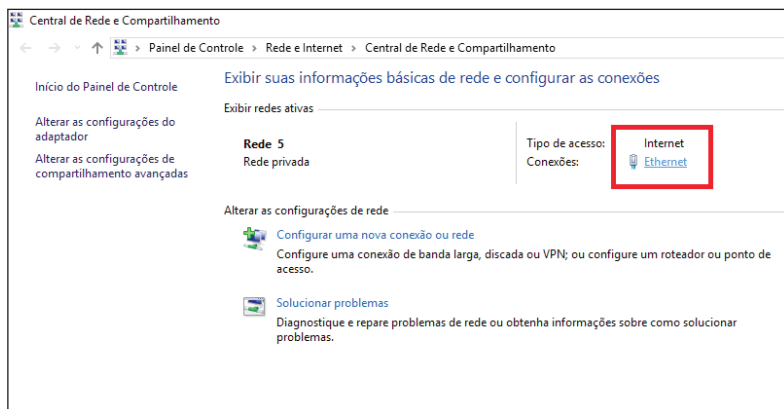 Central de Rede e Compartilhamento
Painel de Controle > Rede e Internet > Central de Rede e Compartilhamento
Início do Painel de Controle
Alterar as configurações do
adaptador
Alterar as configurações de
compartilhamento avançadas
Exibir suas informações básicas de rede e configurar as conexões
Exibir redes ativas
Rede 5
Rede privada
Tipo de acesso: Internet
Conexões: Ethernet
Alterar as configurações de rede
Configurar uma nova conexão ou rede
Configure uma conexão de banda larga, discada ou VPN; ou configure um roteador ou ponto de
acesso.
Solucionar problemas
Diagnostique e repare problemas de rede ou obtenha informações sobre como solucionar
problemas.